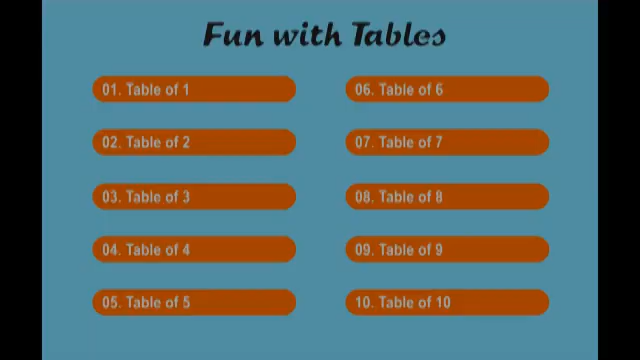 Fun with Tables
01. Table of 1
02. Table of 2
03. Table of 3
04. Table of 4
05. Table of 5
06. Table of 6
07. Table of 7
08. Table of 8
09. Table of 9
10. Table of 10